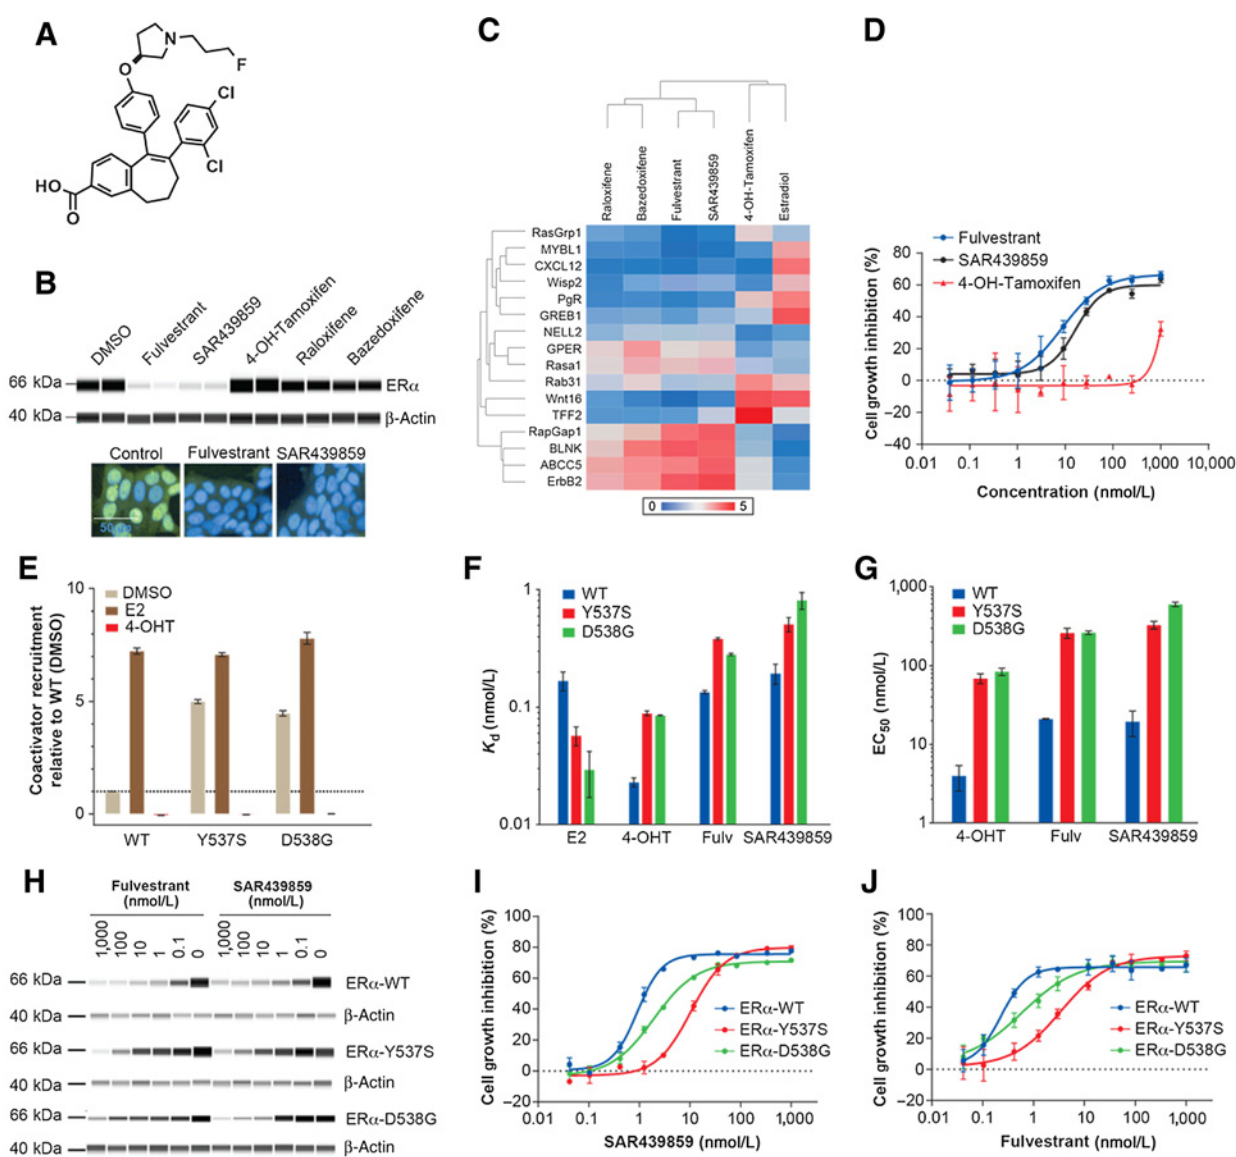 A
N
F
O
Cl
Cl
HO
O
B
DMSO
Fulvestrant
SAR439859
4-OH-Tamoxifen
Raloxifene
Bazedoxifene
66 kDa
ERα
40 kDa
β-Actin
Control Fulvestrant SAR439859
C
Raloxifene
Bazedoxifene
Fulvestrant
SAR439859
4-OH-Tamoxifen
Estradiol
RasGrp1
MYBL1
CXCL12
Wisp2
PgR
GREB1
NELL2
GPER
Rasa1
Rab31
Wnt16
TFF2
RapGap1
BLNK
ABCC5
ErbB2
0 5
D
Fulvestrant
SAR439859
4-OH-Tamoxifen
Cell growth inhibition (%)
80
60
40
20
0
−20
−40
0.01 0.1 1 10 100 1,000 10,000
Concentration (nmol/L)
E
DMSO
E2
4-OHT
Coactivator recruitment
relative to WT (DMSO)
10
5
0
WT Y537S D538G
F
WT
Y537S
D538G
Kd (nmol/L)
1
0.1
0.01
E2 4-OHT Fulv SAR439859
G
WT
Y537S
D538G
EC50 (nmol/L)
1,000
100
10
1
4-OHT Fulv SAR439859
H
Fulvestrant
(nmol/L)
SAR439859
(nmol/L)
1,000 100 10 1 0.1 0 1,000 100 10 1 0.1 0
66 kDa ERα-WT
40 kDa β-Actin
66 kDa ERα-Y537S
40 kDa β-Actin
66 kDa ERα-D538G
40 kDa β-Actin
I
Cell growth inhibition (%)
100
80
60
40
20
0
−20
ERα-WT
ERα-Y537S
ERα-D538G
0.01 0.1 1 10 100 1,000
SAR439859 (nmol/L)
J
Cell growth inhibition (%)
100
80
60
40
20
0
−20
ERα-WT
ERα-Y537S
ERα-D538G
0.01 0.1 1 10 100 1,000
Fulvestrant (nmol/L)